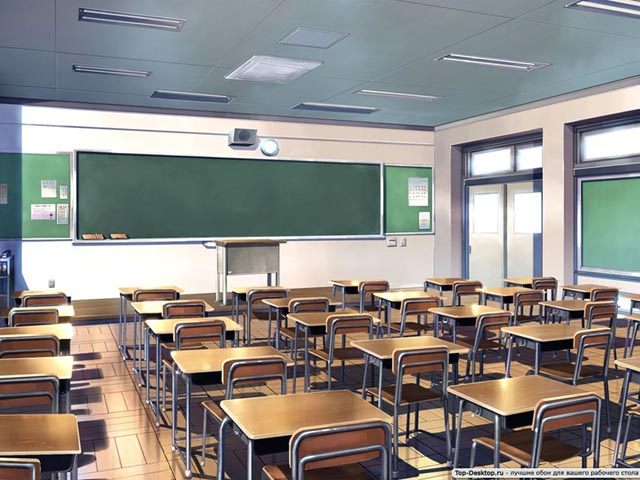 Top-Desktop.ru - лучшие обои для вашего рабочего стола